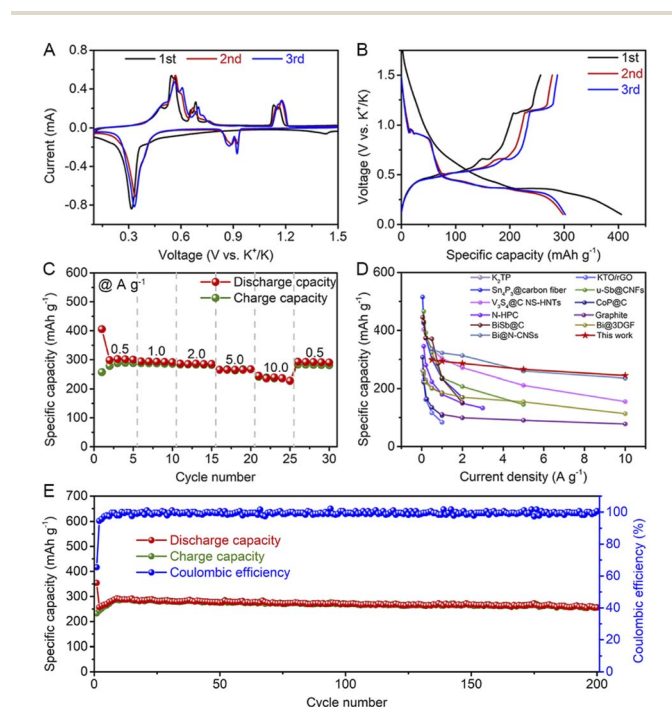 A
1st 2nd 3rd
Current (mA)
0.8
0.4
0.0
-0.4
-0.8
0.3 0.6 0.9 1.2 1.5
Voltage (V vs. K⁺/K)
B
1st
2nd
3rd
Voltage (V vs. K⁺/K)
1.5
1.0
0.5
0.0
0 100 200 300 400
Specific capacity (mAh g⁻¹)
C
@ A g⁻¹
Discharge capcity
Charge capacity
Specific capacity (mAh g⁻¹)
600
500
400
300
200
100
0
0.5 1.0 2.0 5.0 10.0 0.5
0 5 10 15 20 25 30
Cycle number
D
K₂TP KTO/rGO
Sn₄P₃@carbon fiber u-Sb@CNFs
V₃S₄@C NS-HNTs CoP@C
N-HPC Graphite
BiSb@C Bi@3DGF
Bi@N-CNSs This work
Specific capacity (mAh g⁻¹)
600
400
200
0
0 2 4 6 8 10
Current density (A g⁻¹)
E
Discharge capacity
Charge capacity
Coulombic efficiency
Specific capacity (mAh g⁻¹)
700
600
500
400
300
200
100
0
0 50 100 150 200
Cycle number
100
80
60
40
20
0
Coulombic efficiency (%)